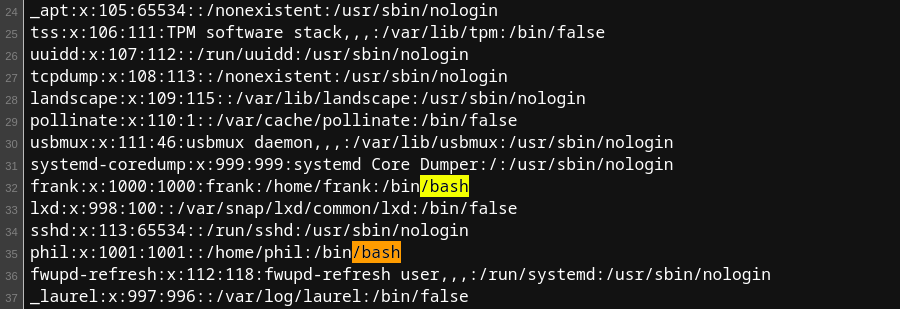 24 _apt:x:105:65534::/nonexistent:/usr/sbin/nologin
25 tss:x:106:111:TPM software stack,,,:/var/lib/tpm:/bin/false
26 uuidd:x:107:112::/run/uuidd:/usr/sbin/nologin
27 tcpdump:x:108:113::/nonexistent:/usr/sbin/nologin
28 landscape:x:109:115::/var/lib/landscape:/usr/sbin/nologin
29 pollinate:x:110:1::/var/cache/pollinate:/bin/false
30 usbmux:x:111:46:usbmux daemon,,,:/var/lib/usbmux:/usr/sbin/nologin
31 systemd-coredump:x:999:999:systemd Core Dumper:/:/usr/sbin/nologin
32 frank:x:1000:1000:frank:/home/frank:/bin/bash
33 lxd:x:998:100::/var/snap/lxd/common/lxd:/bin/false
34 sshd:x:113:65534::/run/sshd:/usr/sbin/nologin
35 phil:x:1001:1001::/home/phil:/bin/bash
36 fwupd-refresh:x:112:118:fwupd-refresh user,,,:/run/systemd:/usr/sbin/nologin
37 _laurel:x:997:996::/var/log/laurel:/bin/false